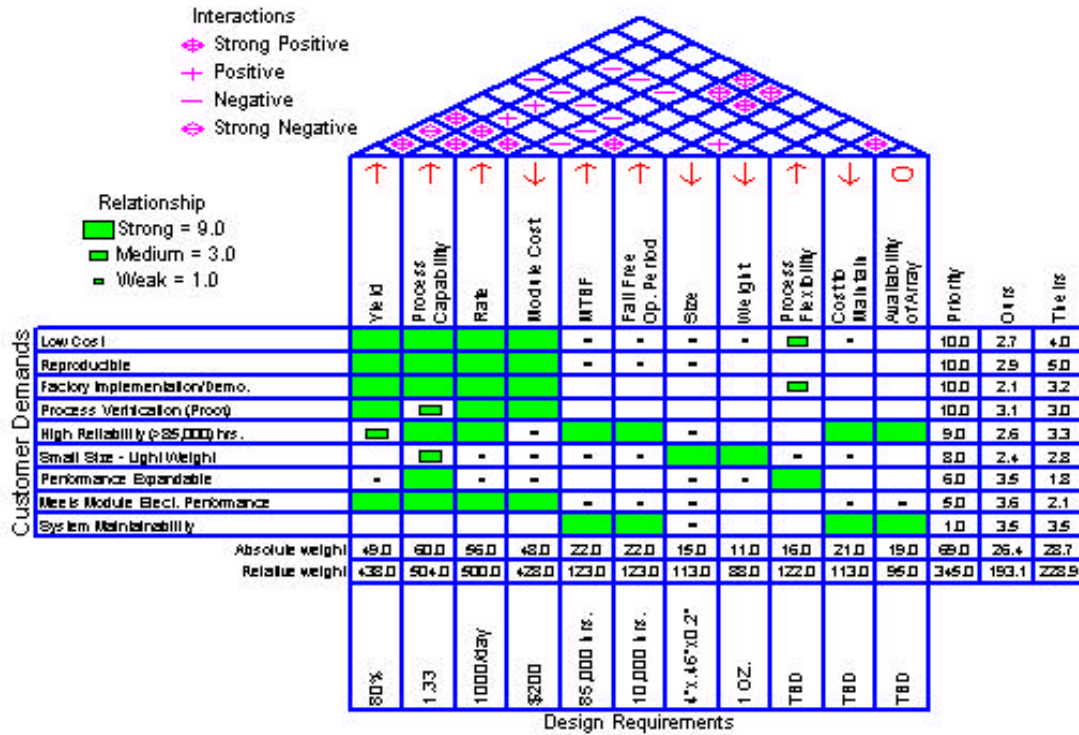 Interactions
Strong Positive
Positive
Negative
Strong Negative
Relationship
Strong = 9.0
Medium = 3.0
Weak = 1.0
Yield
Process Capability
Rate
Module Cost
MTBF
Fail Free Op. Period
Size
Weight
Process Flexibility
Cost to Maintain
Availability of Array
Priority
Ours
Theirs
Customer Demands
Low Cost 10.0 2.7 4.0
Reproducible 10.0 2.9 5.0
Factory Implementation/Demo. 10.0 2.1 3.2
Process Verification (Proof) 10.0 3.1 3.0
High Reliability (>85,000) hrs. 9.0 2.6 3.3
Small Size - Light Weight 8.0 2.4 2.8
Performance Expandable 6.0 3.5 1.8
Meets Module Elect. Performance 5.0 3.6 2.1
System Maintainability 1.0 3.5 3.5
Absolute weight 49.0 60.0 56.0 48.0 22.0 22.0 15.0 11.0 16.0 21.0 19.0 69.0 26.4 28.7
Relative weight 438.0 504.0 500.0 428.0 123.0 123.0 113.0 88.0 122.0 113.0 95.0 345.0 193.1 228.9
80%
1.33
1000/day
$200
85,000 hrs.
10,000 hrs.
4"x.46"x0.2"
1 OZ.
TBD
TBD
TBD
Design Requirements